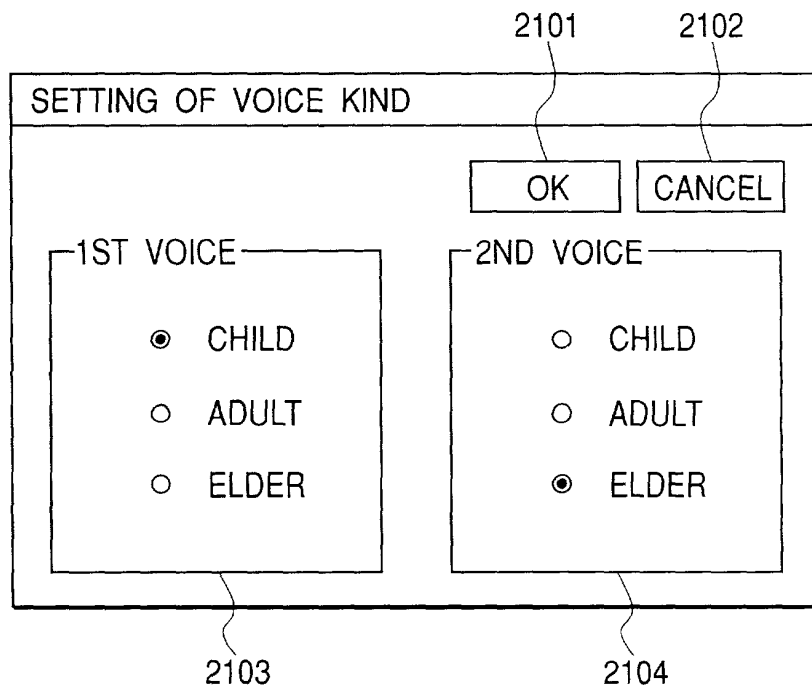 2101 2102
SETTING OF VOICE KIND
OK CANCEL
1ST VOICE
CHILD
ADULT
ELDER
2ND VOICE
CHILD
ADULT
ELDER
2103 2104